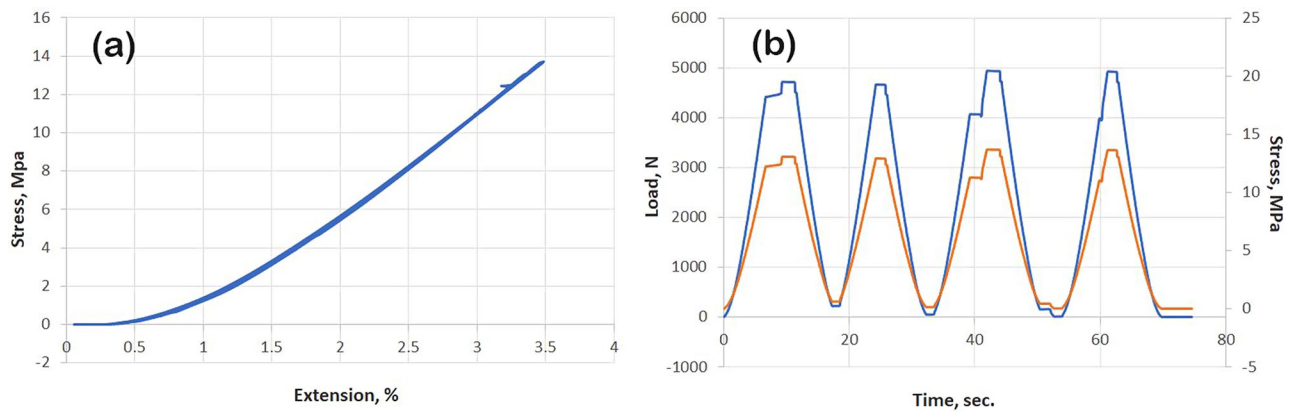 (a)
Stress, Mpa
16
14
12
10
8
6
4
2
0
-2
0 0.5 1 1.5 2 2.5 3 3.5 4
Extension, %
(b)
Load, N
6000
5000
4000
3000
2000
1000
0
-1000
25
20
15
10
5
0
-5
Stress, MPa
0 20 40 60 80
Time, sec.